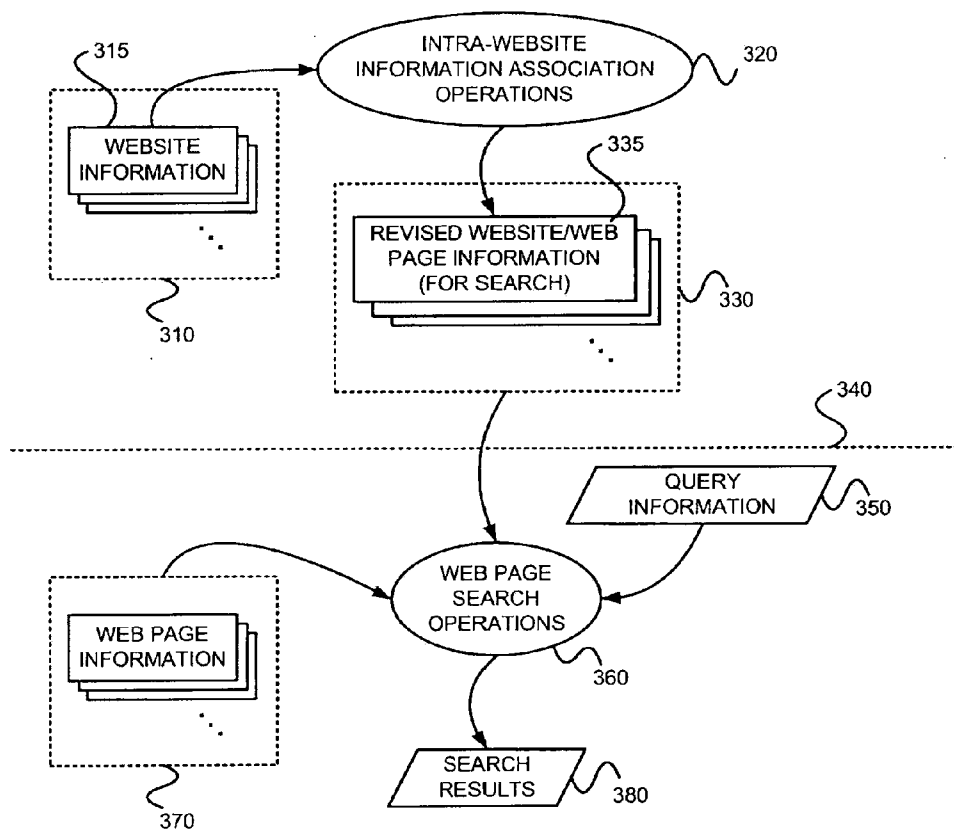 315
INTRA-WEBSITE
INFORMATION ASSOCIATION
OPERATIONS
320
WEBSITE
INFORMATION
335
REVISED WEBSITE/WEB
PAGE INFORMATION
(FOR SEARCH)
330
310
340
QUERY
INFORMATION
350
WEB PAGE
SEARCH
OPERATIONS
WEB PAGE
INFORMATION
360
SEARCH
RESULTS
380
370